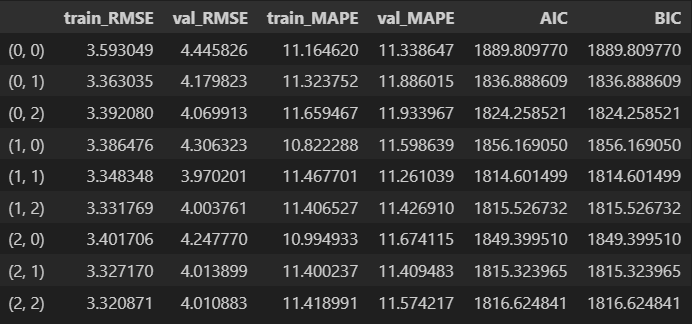 train_RMSE val_RMSE train_MAPE val_MAPE AIC BIC
(0, 0) 3.593049 4.445826 11.164620 11.338647 1889.809770 1889.809770
(0, 1) 3.363035 4.179823 11.323752 11.886015 1836.888609 1836.888609
(0, 2) 3.392080 4.069913 11.659467 11.933967 1824.258521 1824.258521
(1, 0) 3.386476 4.306323 10.822288 11.598639 1856.169050 1856.169050
(1, 1) 3.348348 3.970201 11.467701 11.261039 1814.601499 1814.601499
(1, 2) 3.331769 4.003761 11.406527 11.426910 1815.526732 1815.526732
(2, 0) 3.401706 4.247770 10.994933 11.674115 1849.399510 1849.399510
(2, 1) 3.327170 4.013899 11.400237 11.409483 1815.323965 1815.323965
(2, 2) 3.320871 4.010883 11.418991 11.574217 1816.624841 1816.624841